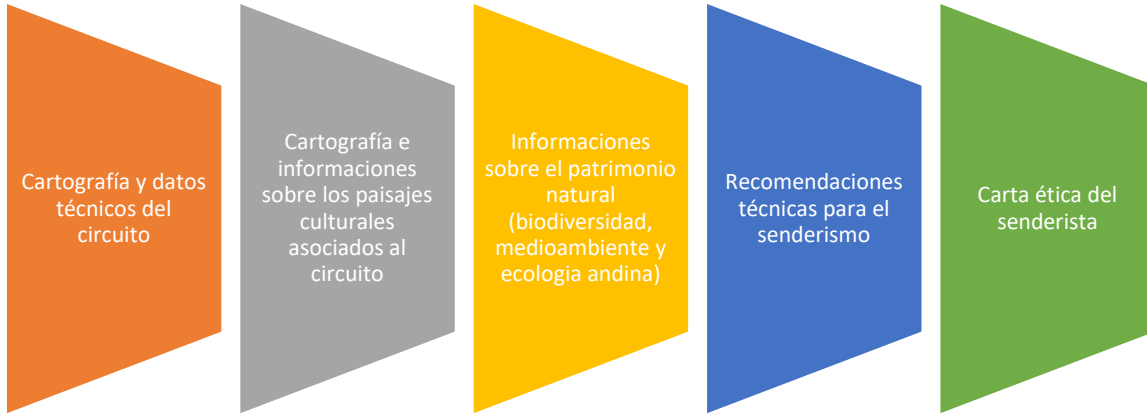 Cartografía y datos
técnicos del
circuito
Cartografía e
informaciones
sobre los paisajes
culturales
asociados al
circuito
Informaciones
sobre el patrimonio
natural
(biodiversidad,
medioambiente y
ecologia andina)
Recomendaciones
técnicas para el
senderismo
Carta ética del
senderista